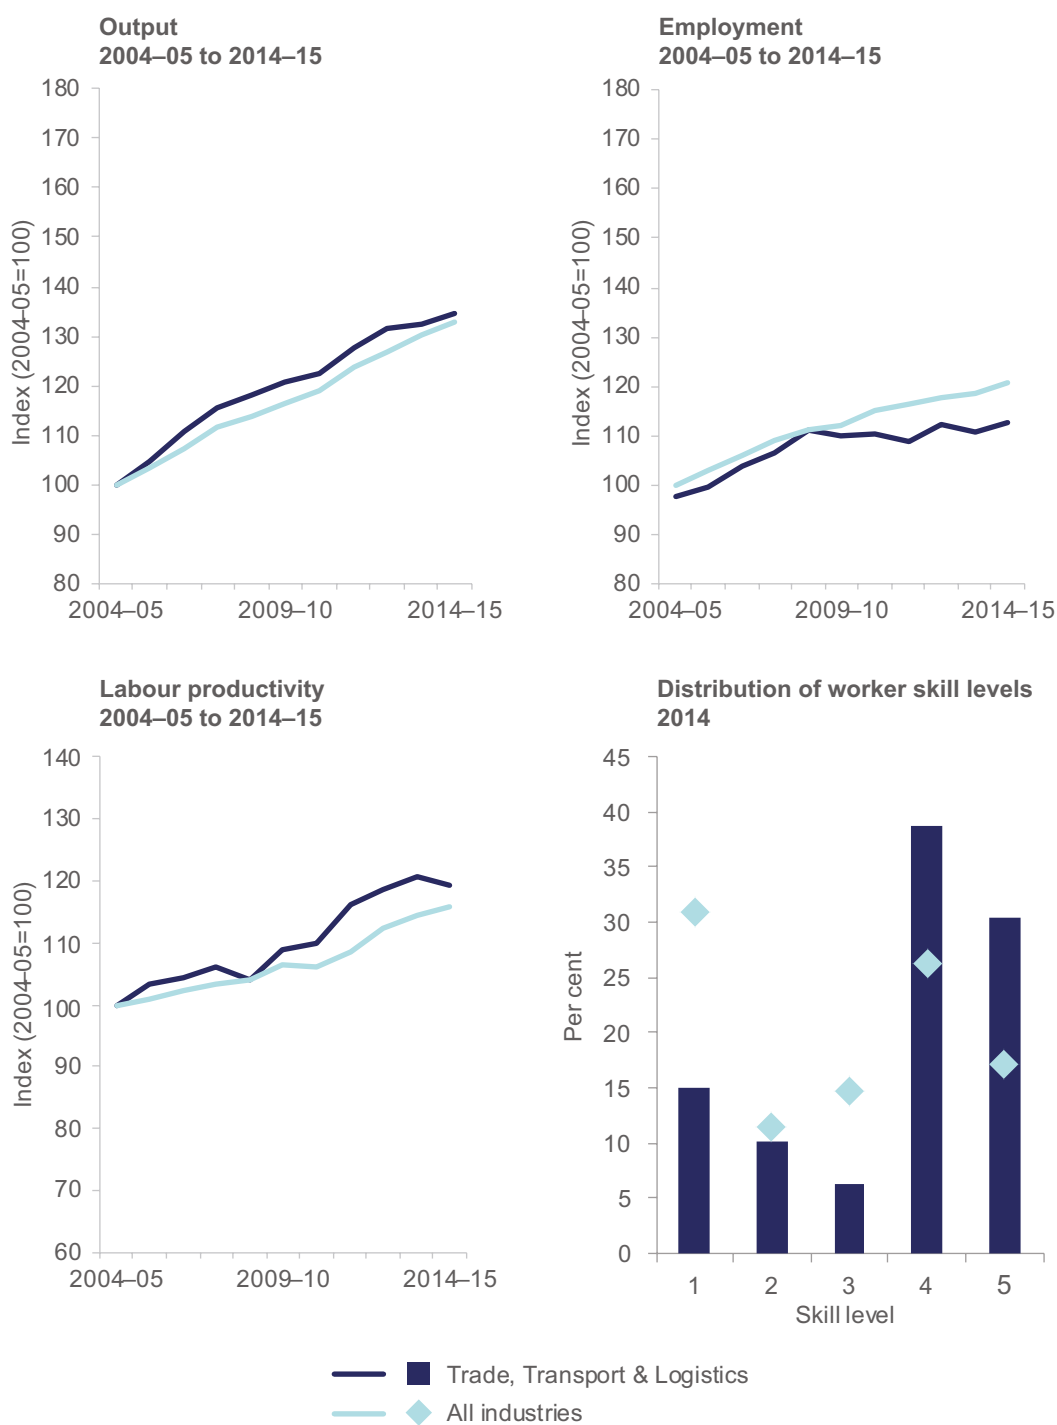 Output
2004–05 to 2014–15
180
170
160
150
140
130
120
110
100
90
80
Index (2004–05=100)
2004–05 2009–10 2014–15
Employment
2004–05 to 2014–15
180
170
160
150
140
130
120
110
100
90
80
Index (2004–05=100)
2004–05 2009–10 2014–15
Labour productivity
2004–05 to 2014–15
140
130
120
110
100
90
80
70
60
Index (2004–05=100)
2004–05 2009–10 2014–15
Distribution of worker skill levels
2014
45
40
35
30
25
20
15
10
5
0
Per cent
1 2 3 4 5
Skill level
Trade, Transport & Logistics
All industries